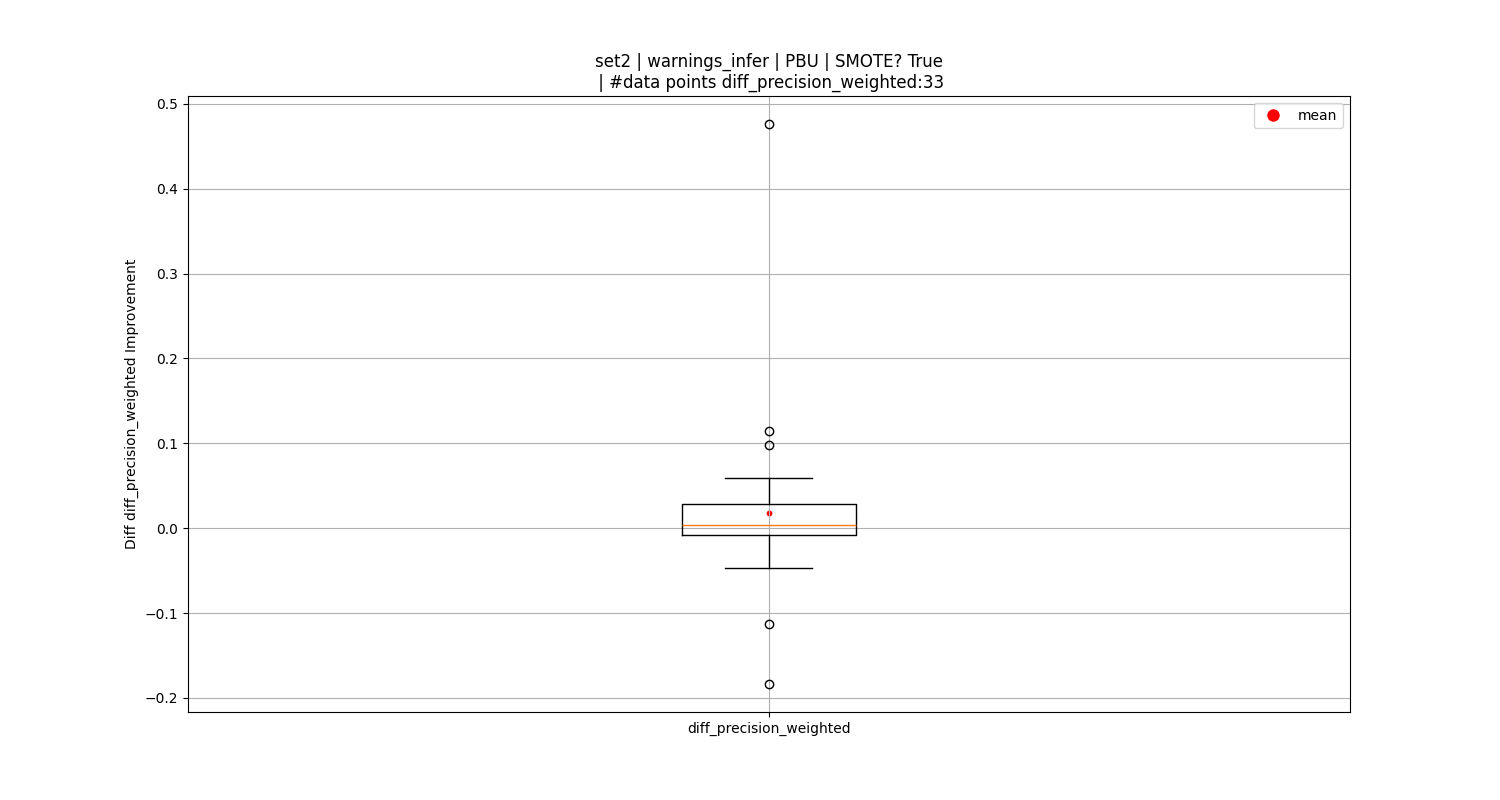 set2 | warnings_infer | PBU | SMOTE? True
| #data points diff_precision_weighted:33
mean
0.5
0.4
0.3
0.2
0.1
0.0
−0.1
−0.2
Diff diff_precision_weighted Improvement
diff_precision_weighted